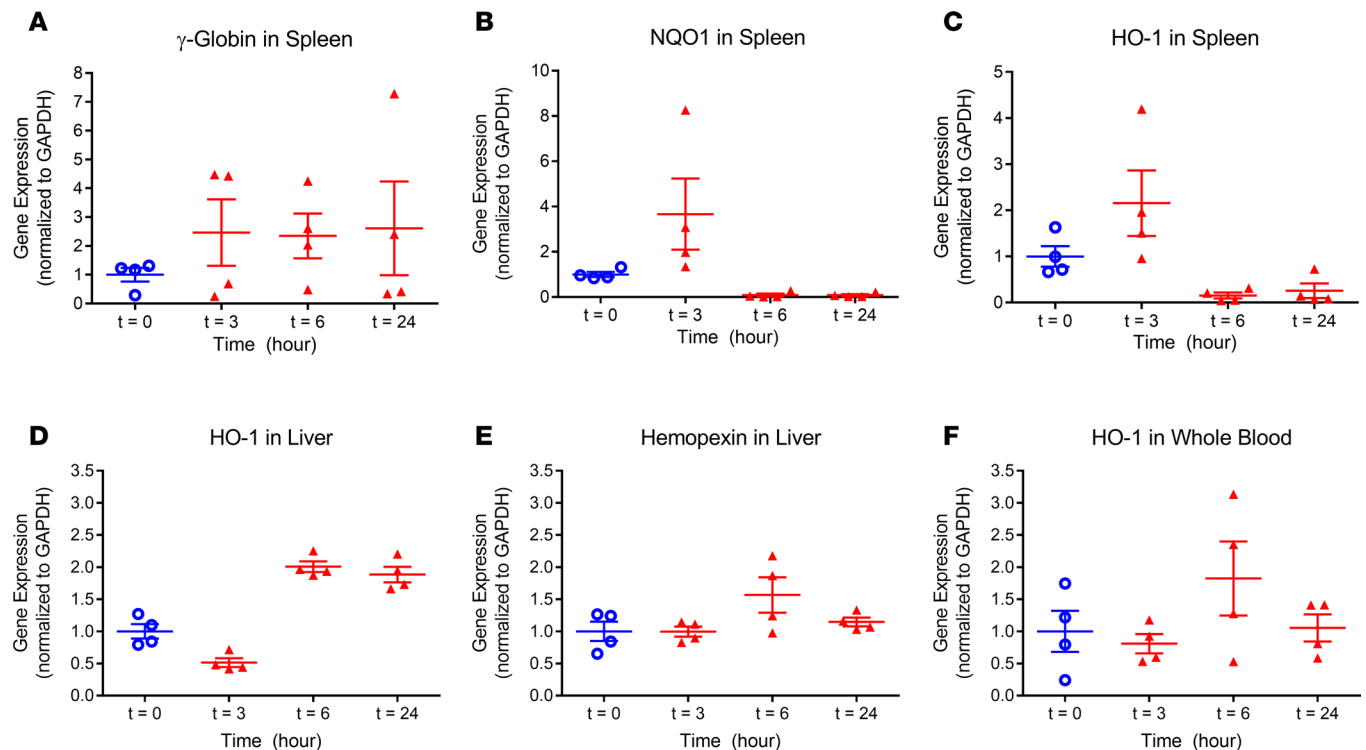 A
γ-Globin in Spleen
Gene Expression
(normalized to GAPDH)
8
7
6
5
4
3
2
1
0
t = 0
t = 3
t = 6
t = 24
Time (hour)
B
NQO1 in Spleen
Gene Expression
(normalized to GAPDH)
10
8
6
4
2
0
t = 0
t = 3
t = 6
t = 24
Time (hour)
C
HO-1 in Spleen
Gene Expression
(normalized to GAPDH)
5
4
3
2
1
0
t = 0
t = 3
t = 6
t = 24
Time (hour)
D
HO-1 in Liver
Gene Expression
(normalized to GAPDH)
3.5
3.0
2.5
2.0
1.5
1.0
0.5
0.0
t = 0
t = 3
t = 6
t = 24
Time (hour)
E
Hemopexin in Liver
Gene Expression
(normalized to GAPDH)
3.5
3.0
2.5
2.0
1.5
1.0
0.5
0.0
t = 0
t = 3
t = 6
t = 24
Time (hour)
F
HO-1 in Whole Blood
Gene Expression
(normalized to GAPDH)
3.5
3.0
2.5
2.0
1.5
1.0
0.5
0.0
t = 0
t = 3
t = 6
t = 24
Time (hour)